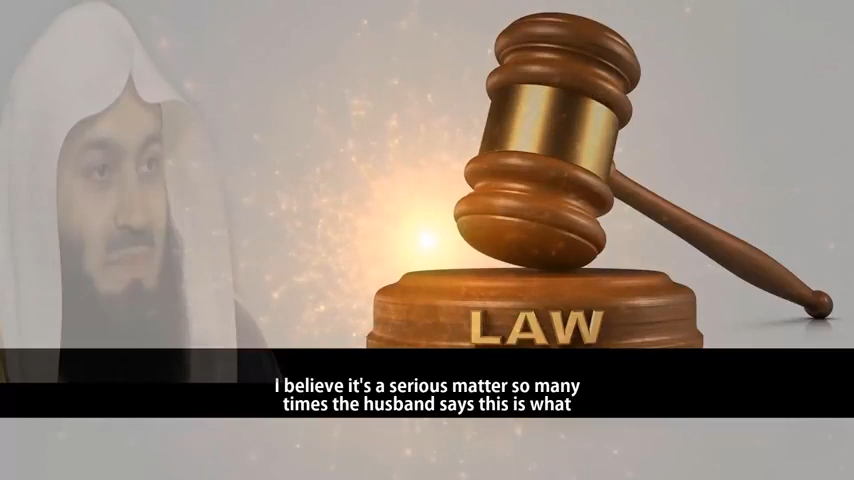 LAW
I believe it's a serious matter so many
times the husband says this is what